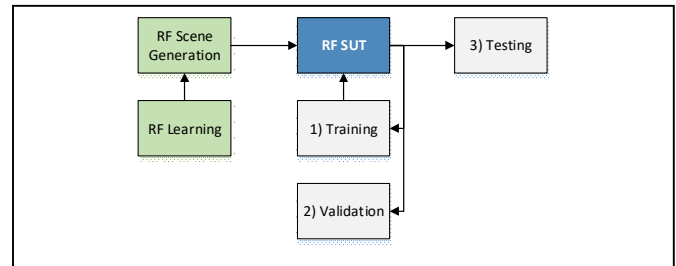 RF Scene
Generation
RF SUT
3) Testing
RF Learning
1) Training
2) Validation